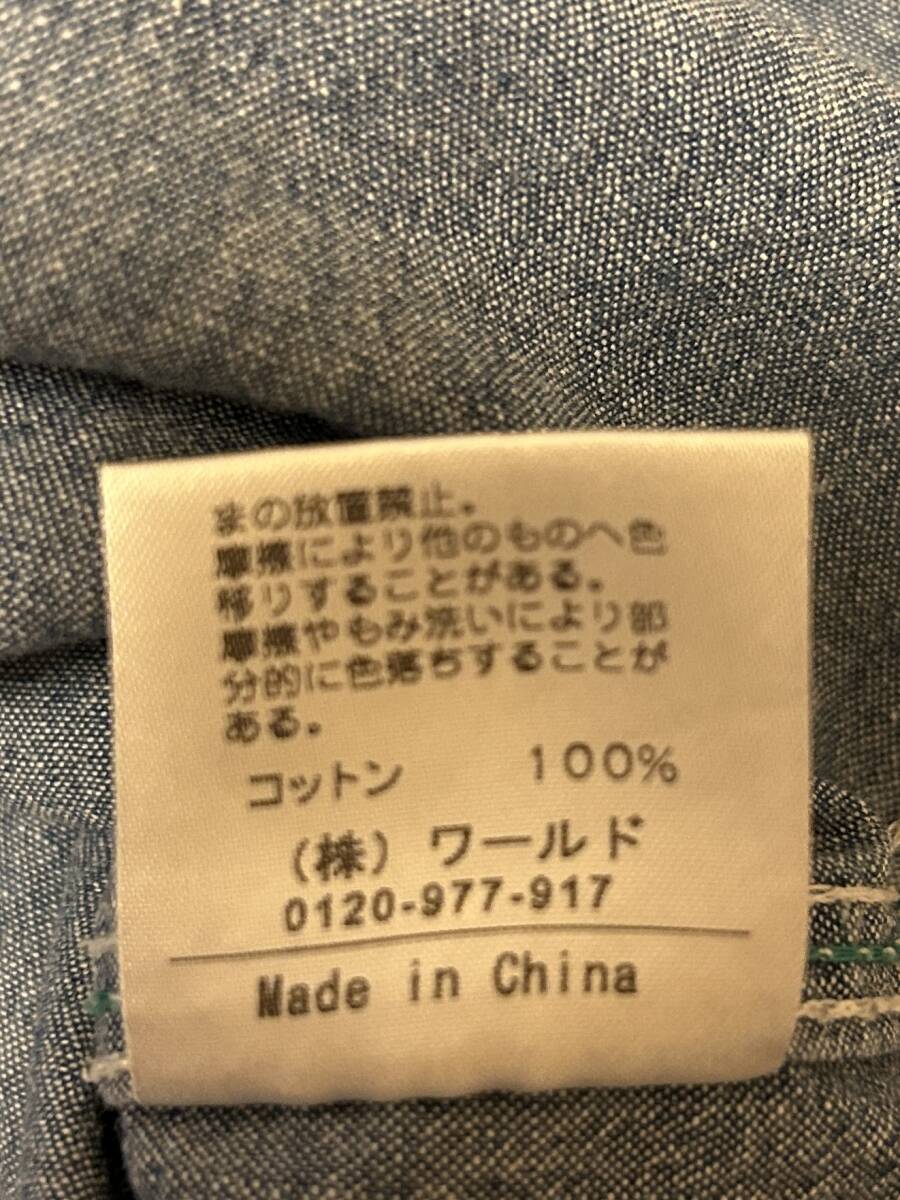 まの放置禁止。
摩擦により他のものへ色
移りすることがある。
摩擦やもみ洗いにより部
分的に色落ちすることが
ある。
コットン 100%
(株) ワールド
0120-977-917
Made in China